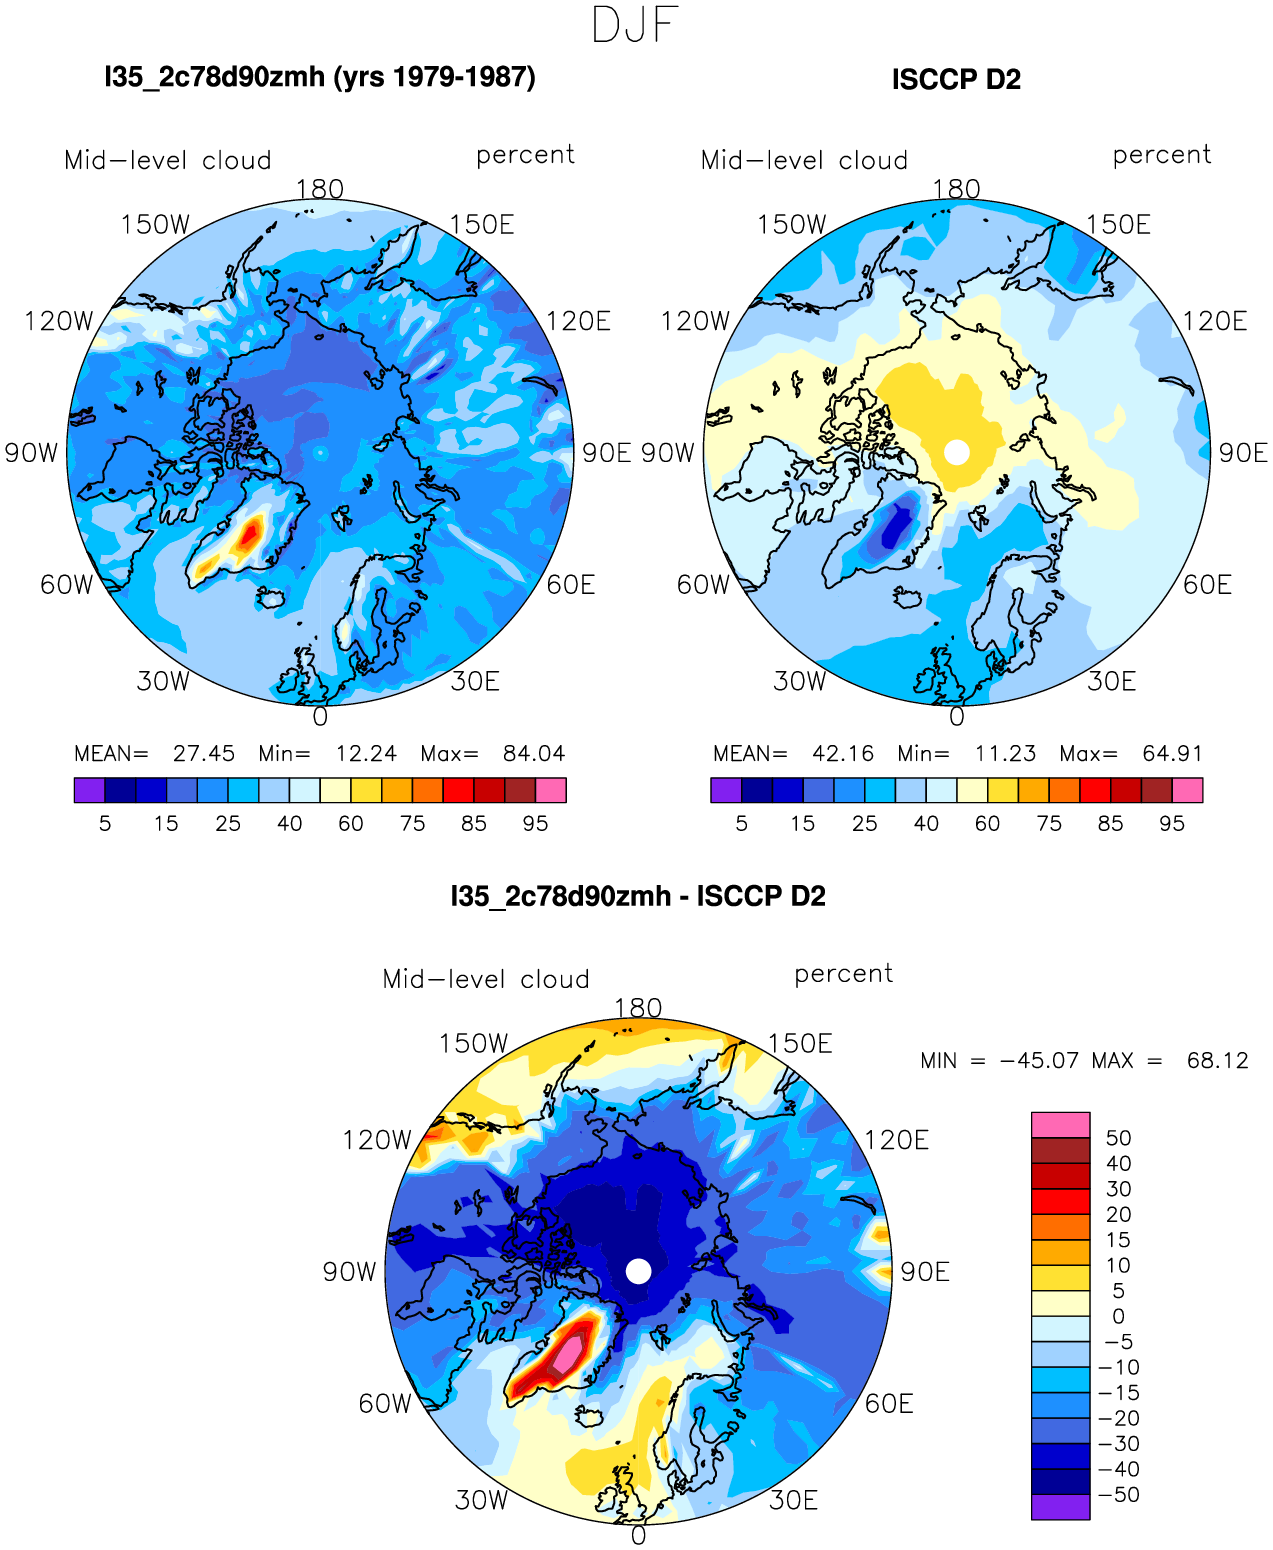 DJF
I35_2c78d90zmh (yrs 1979-1987)
Mid-level cloud percent
180
150W 150E
120W 120E
90W 90E
60W 60E
30W 30E
0
MEAN= 27.45 Min= 12.24 Max= 84.04
5 15 25 40 60 75 85 95
ISCCP D2
Mid-level cloud percent
180
150W 150E
120W 120E
90W 90E
60W 60E
30W 30E
0
MEAN= 42.16 Min= 11.23 Max= 64.91
5 15 25 40 60 75 85 95
I35_2c78d90zmh - ISCCP D2
Mid-level cloud percent
180
150W 150E
120W 120E
90W 90E
60W 60E
30W 30E
0
MIN = -45.07 MAX = 68.12
50
40
30
20
15
10
5
0
-5
-10
-15
-20
-30
-40
-50